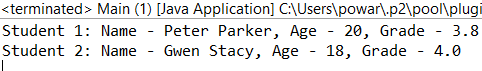 <terminated> Main (1) [Java Application] C:\Users\powar\.p2\pool\plugi
Student 1: Name - Peter Parker, Age - 20, Grade - 3.8
Student 2: Name - Gwen Stacy, Age - 18, Grade - 4.0